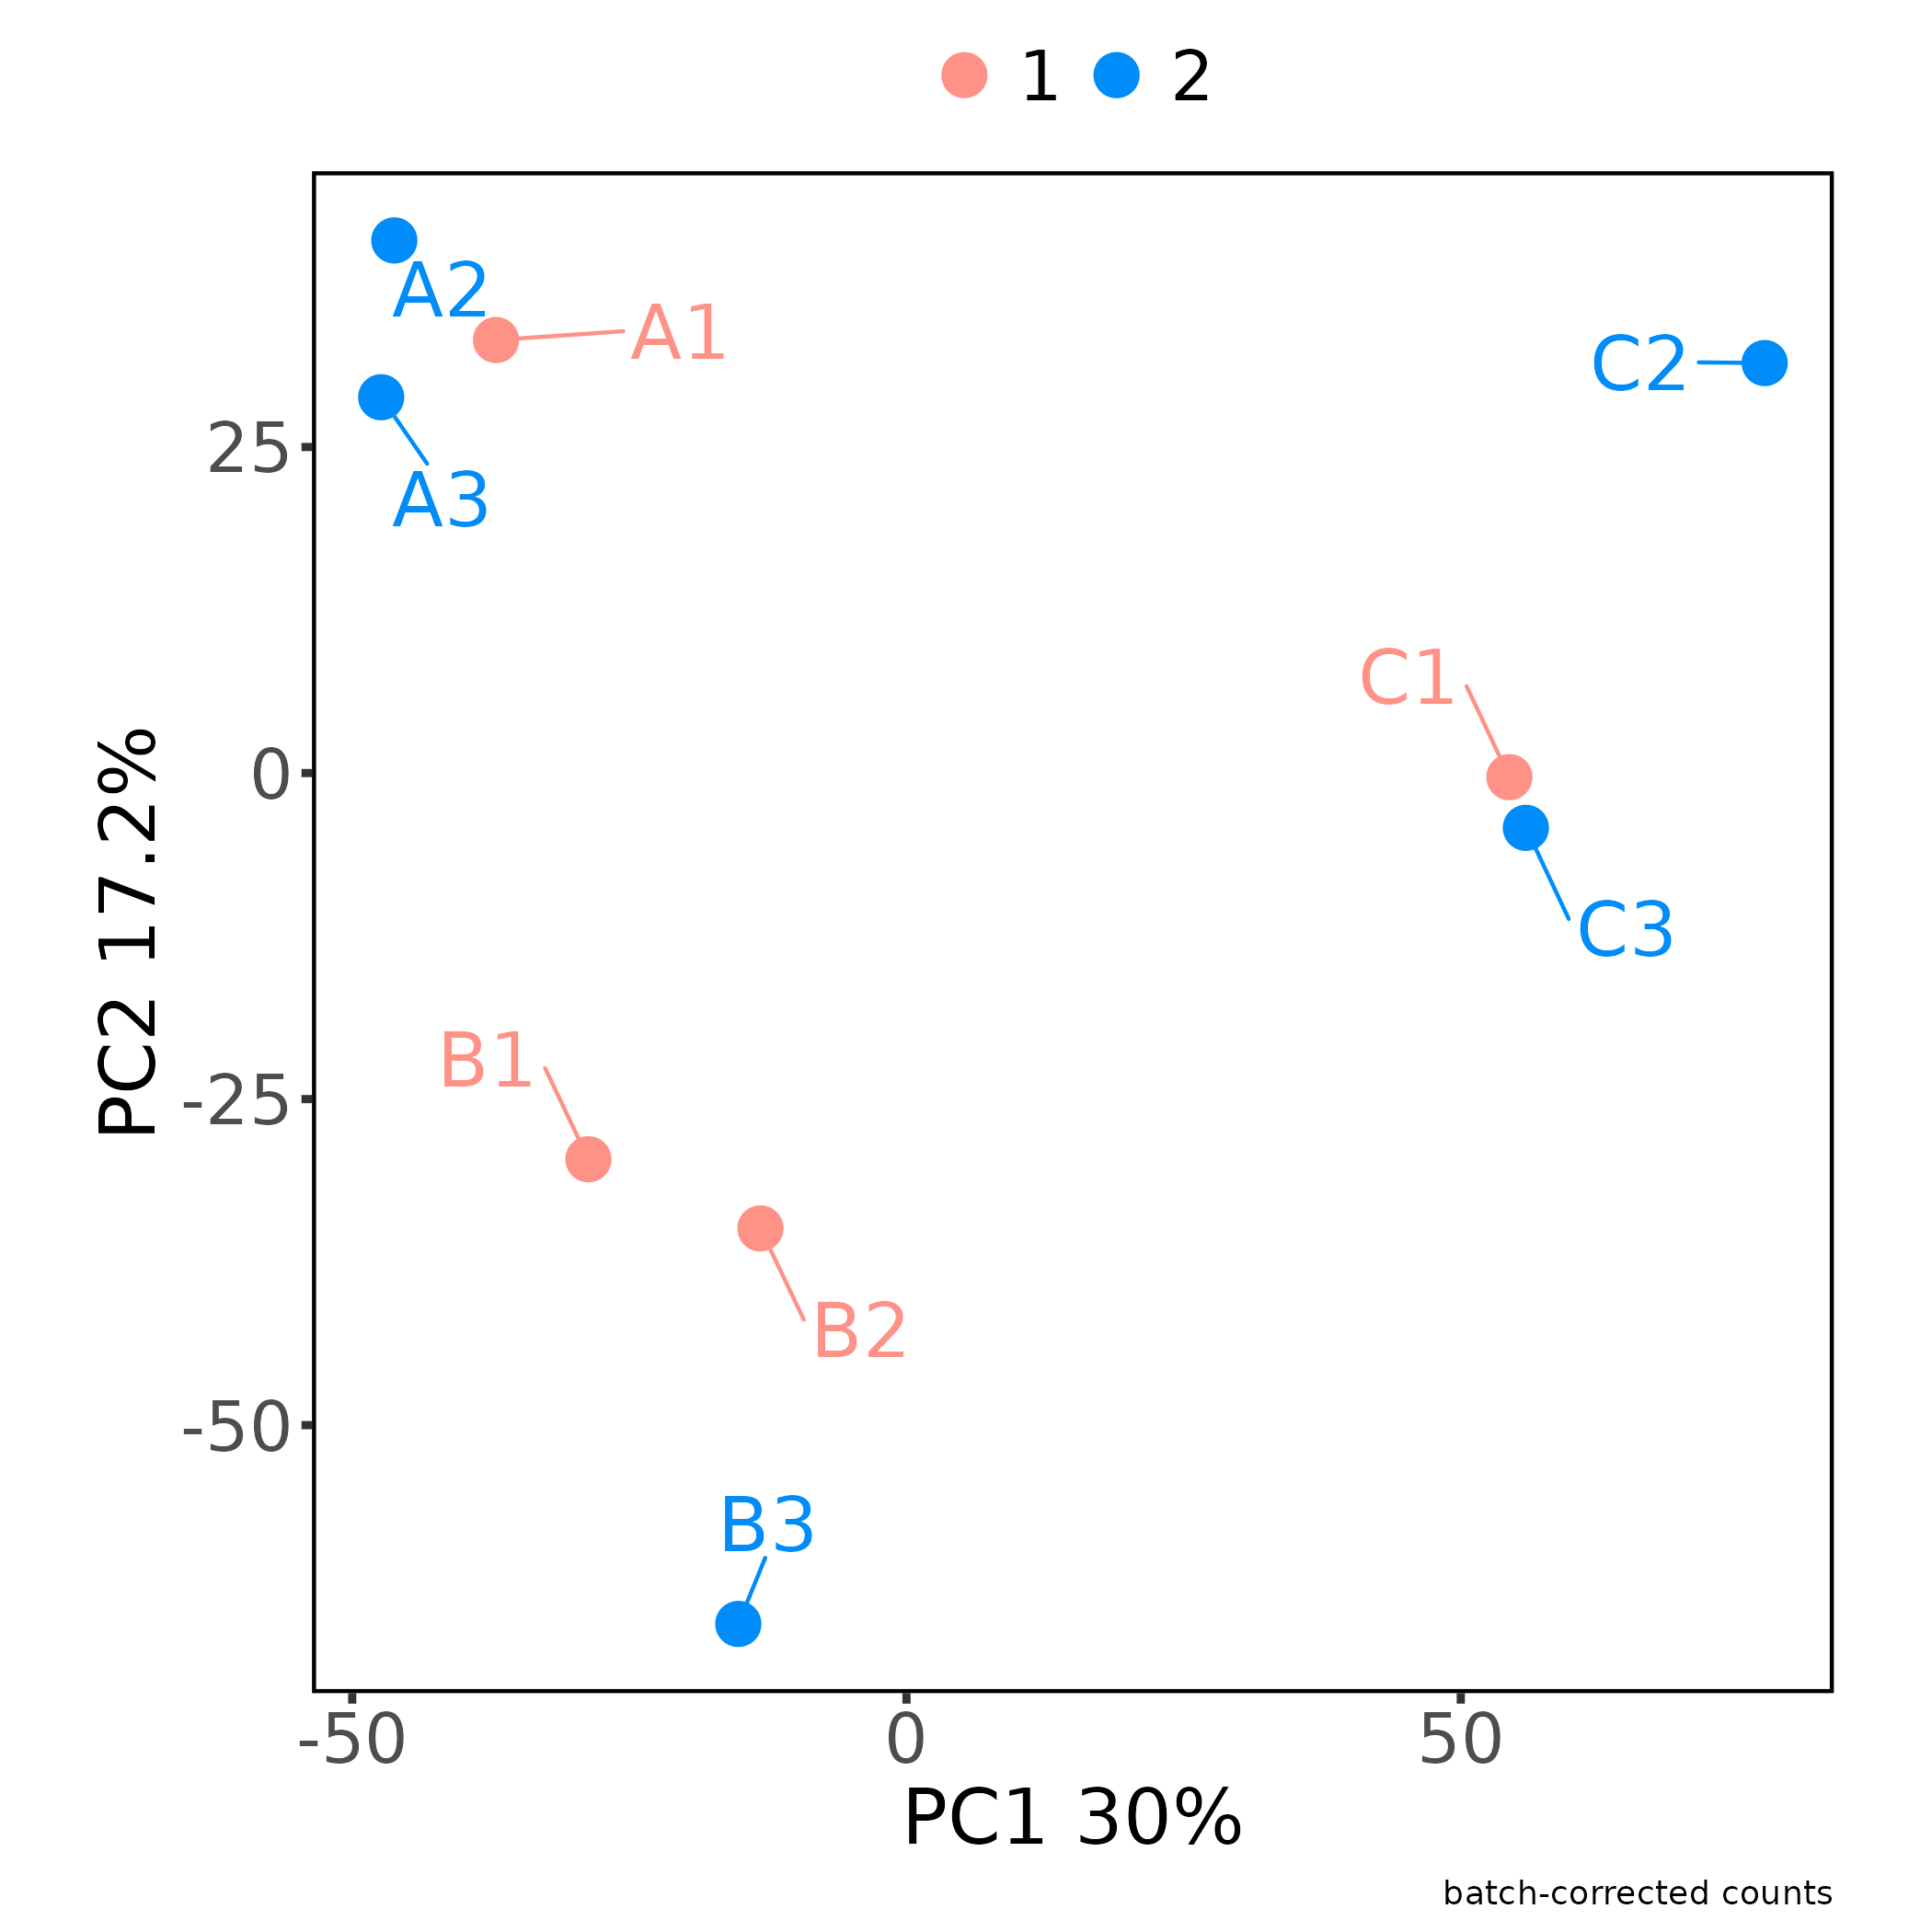 1 2
A2
A1
C2
25
A3
C1
0
C3
PC2 17.2%
B1
-25
B2
-50
B3
-50 0 50
PC1 30%
batch-corrected counts